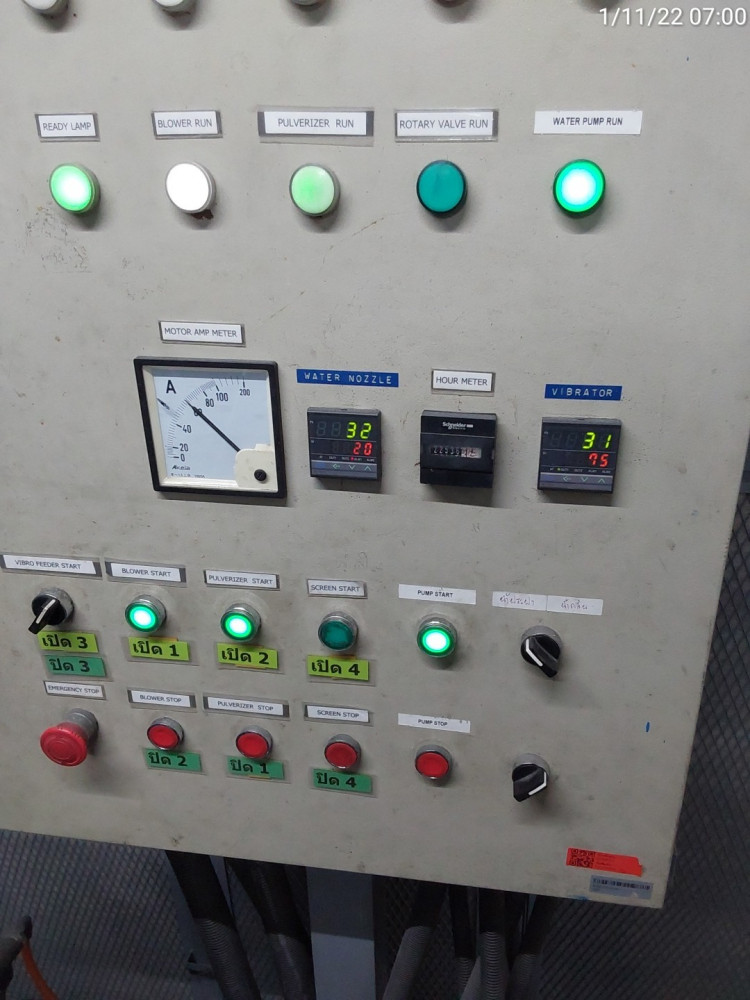 1/11/22 07:00
READY LAMP
BLOWER RUN
PULVERIZER RUN
ROTARY VALVE RUN
WATER PUMP RUN
MOTOR AMP METER
WATER NOZZLE
HOUR METER
VIBRATOR
A
200
100
80
60
40
20
0
32
20
Schneider
31
75
VIBRO FEEDER START
BLOWER START
PULVERIZER START
SCREEN START
PUMP START
เปิด 3
เปิด 1
เปิด 2
เปิด 4
ปิด 3
EMERGENCY STOP
BLOWER STOP
PULVERIZER STOP
SCREEN STOP
PUMP STOP
ปิด 2
ปิด 1
ปิด 4